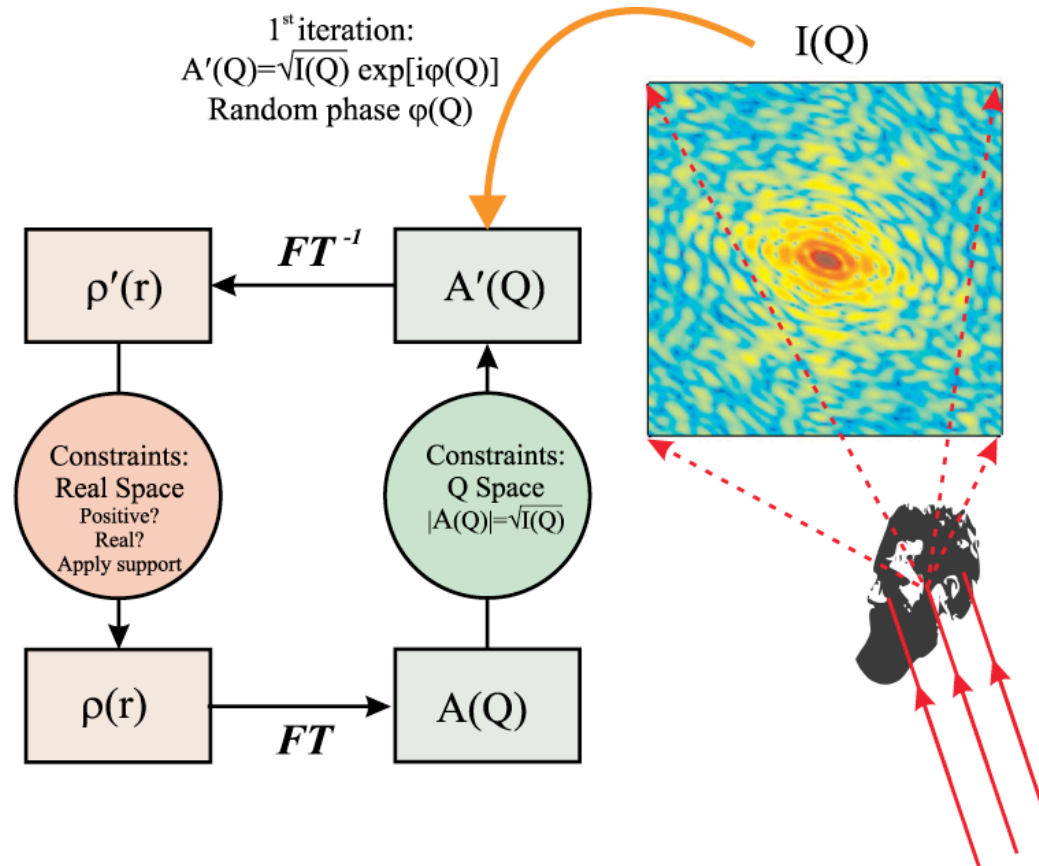 1st iteration:
A′(Q)=√I(Q) exp[iφ(Q)]
Random phase φ(Q)
I(Q)
FT -1
ρ′(r)
A′(Q)
Constraints:
Real Space
Positive?
Real?
Apply support
Constraints:
Q Space
|A(Q)|=√I(Q)
ρ(r)
FT
A(Q)